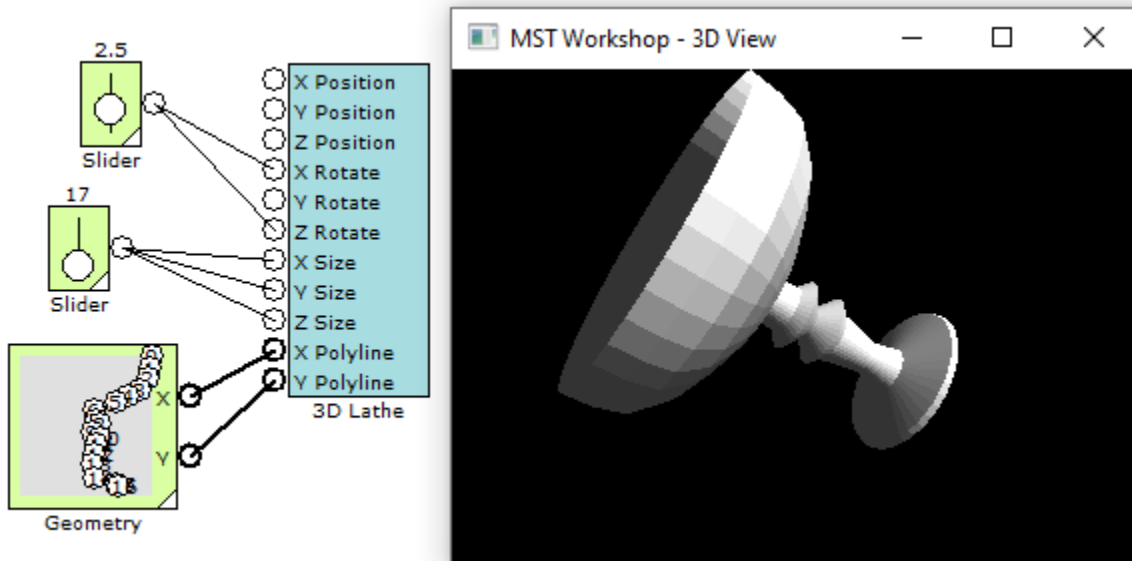 2.5
Slider
17
Slider
X
Y
Geometry
X Position
Y Position
Z Position
X Rotate
Y Rotate
Z Rotate
X Size
Y Size
Z Size
X Polyline
Y Polyline
3D Lathe
MST Workshop - 3D View